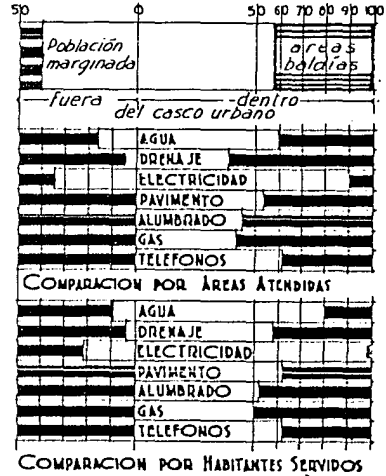 50 0 50 60 70 80 90 100
Población
marginada
areas
baldías
fuera dentro
del casco urbano
AGUA
DRENAJE
ELECTRICIDAD
PAVIMENTO
ALUMBRADO
GAS
TELEFONOS
COMPARACION POR AREAS ATENDIDAS
AGUA
DRENAJE
ELECTRICIDAD
PAVIMENTO
ALUMBRADO
GAS
TELEFONOS
COMPARACION POR HABITANTES SERVIDOS